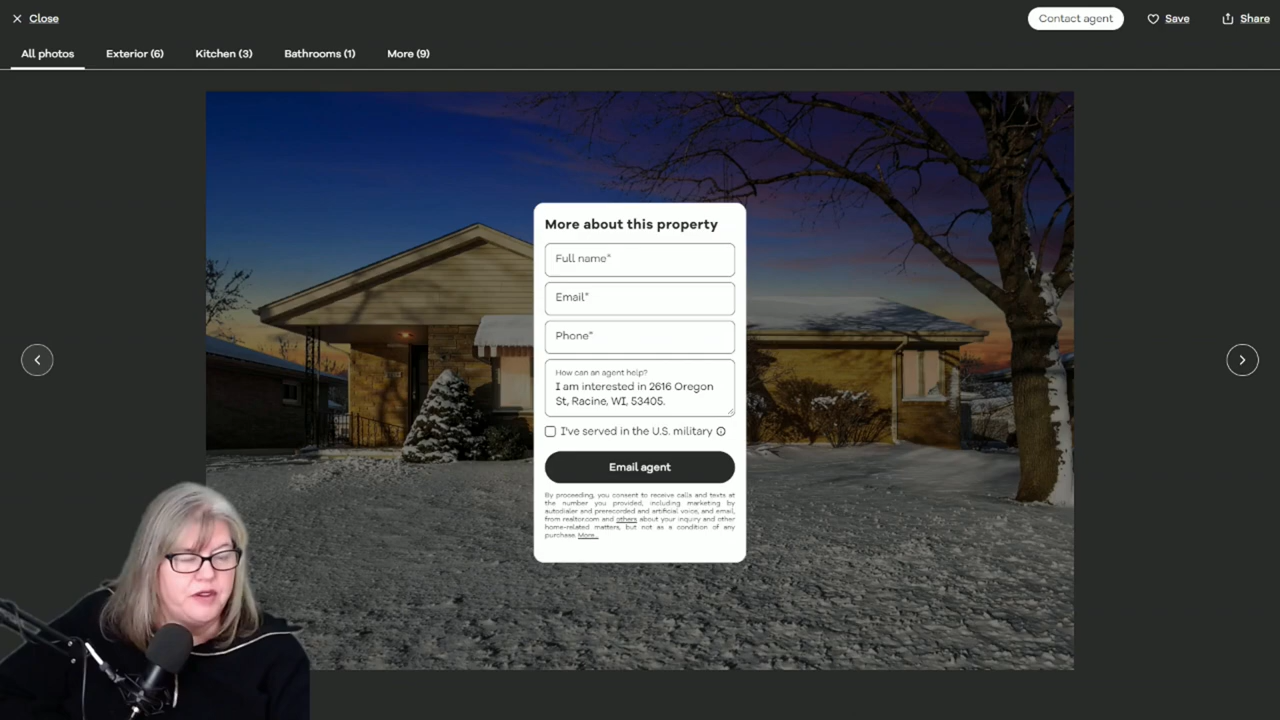 Close
Contact agent
Save
Share
All photos
Exterior (6)
Kitchen (3)
Bathrooms (1)
More (9)
More about this property
Full name*
Email*
Phone*
How can an agent help?
I am interested in 2616 Oregon
St, Racine, WI, 53405.
I've served in the U.S. military
Email agent
By proceeding, you consent to receive calls and texts at
the number you provided, including marketing by
autodialer and prerecorded and artificial voice, and email,
from realtor.com and others about your inquiry and other
home-related matters, but not as a condition of any
purchase. More...